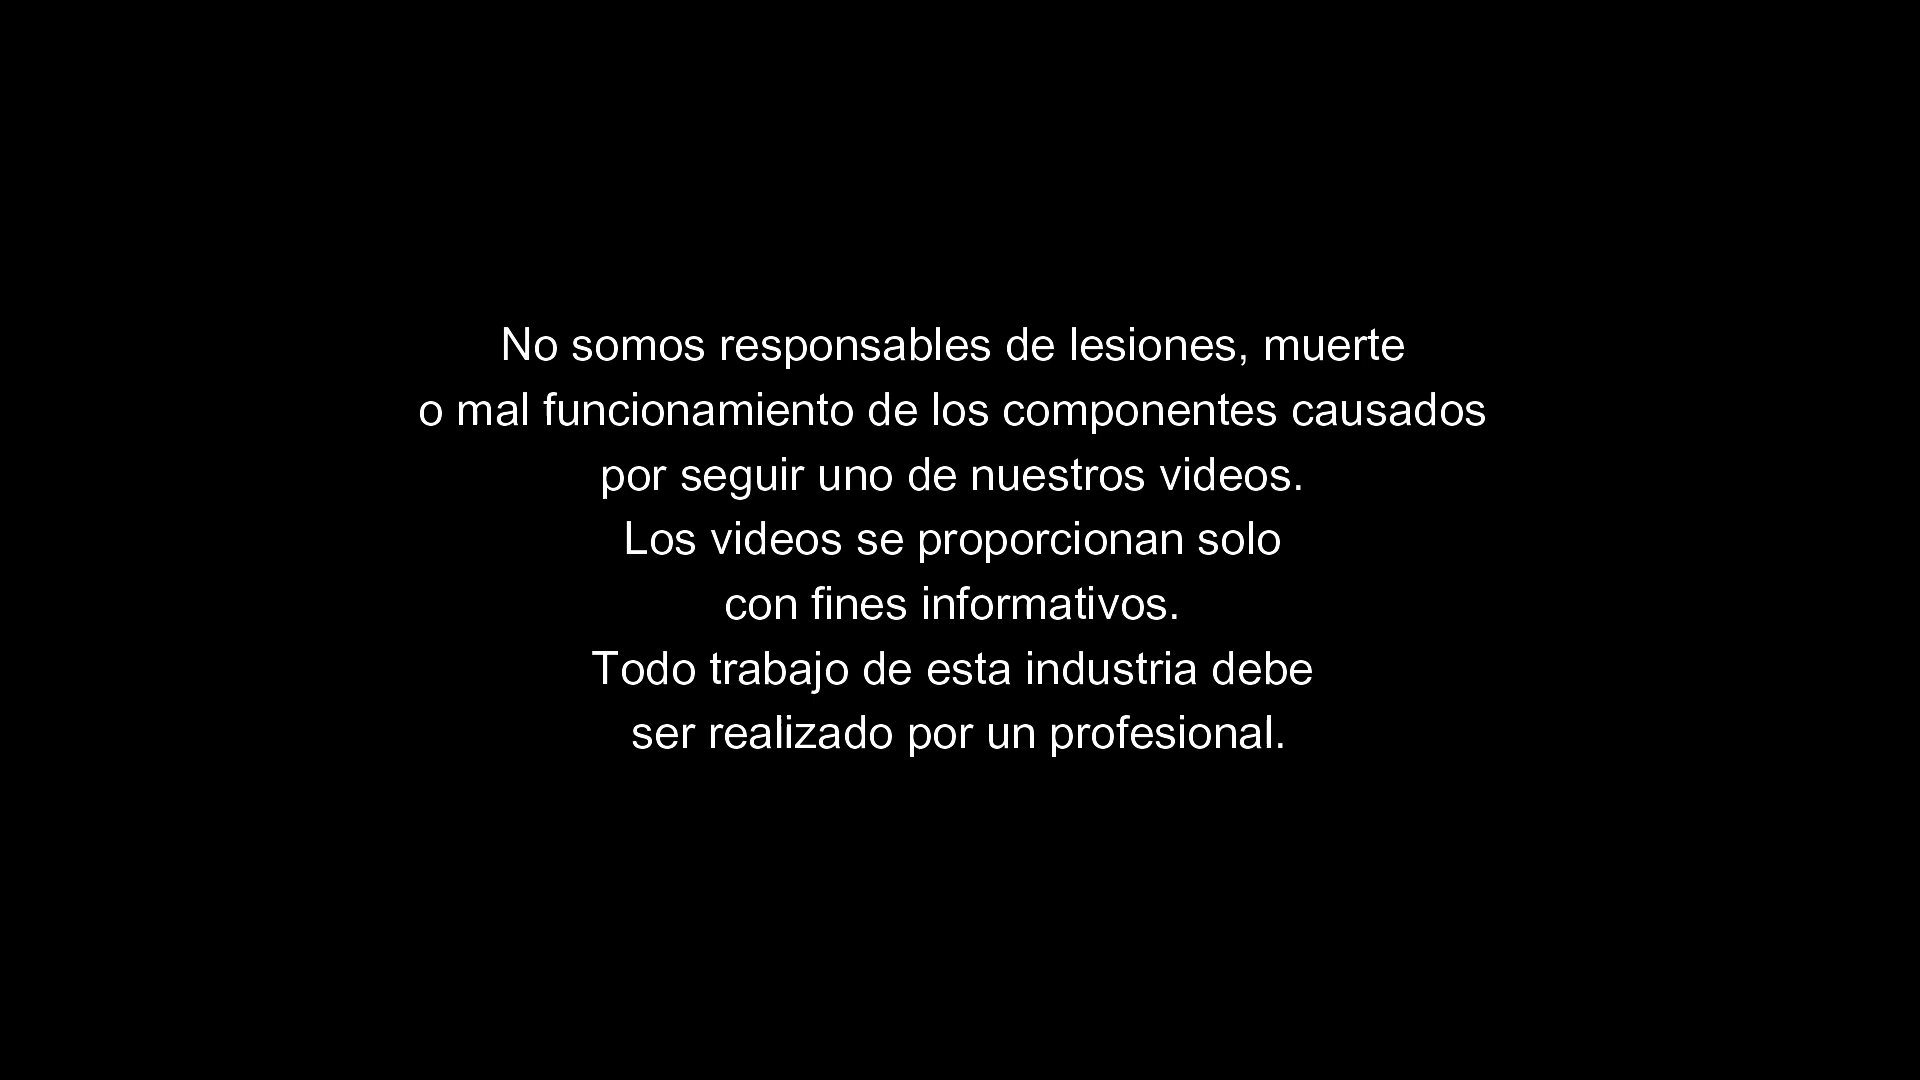 No somos responsables de lesiones, muerte
o mal funcionamiento de los componentes causados
por seguir uno de nuestros videos.
Los videos se proporcionan solo
con fines informativos.
Todo trabajo de esta industria debe
ser realizado por un profesional.